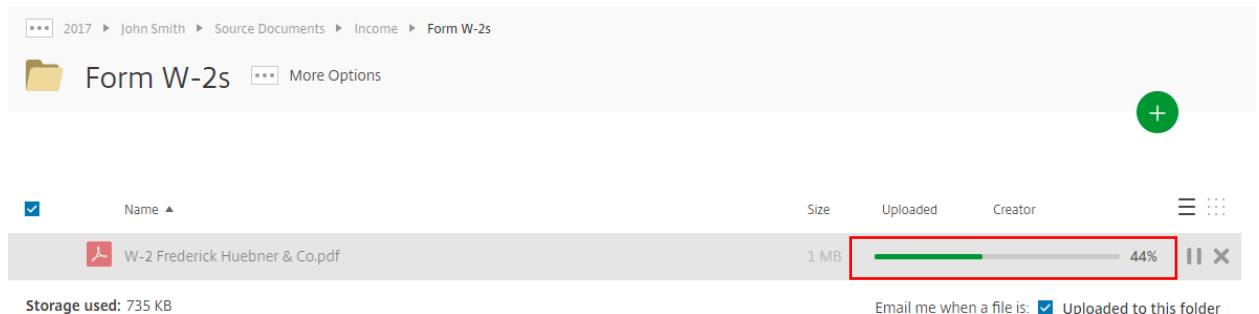 2017 ▶ John Smith ▶ Source Documents ▶ Income ▶ Form W-2s
Form W-2s More Options
Name ▲ Size Uploaded Creator
W-2 Frederick Huebner & Co.pdf 1 MB 44%
Storage used: 735 KB Email me when a file is: Uploaded to this folder